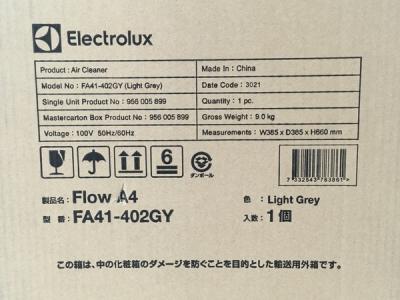 Electrolux
Product : Air Cleaner
Made in : China
Model No : FA41-402GY (Light Grey)
Date Code : 3021
Single Unit Product No : 956 005 899
Quantity : 1 pc.
Mastercarton Box Product No : 956 005 899
Gross Weight : 9.0 kg
Voltage : 100V 50Hz/60Hz
Measurements : W385 x D385 x H660 mm
6
ダンボール
7 332543 783861 >
製品名: Flow A4
色 : Light Grey
型 番: FA41-402GY
入数: 1個
この箱は、中の化粧箱のダメージを防ぐことを目的とした輸送用外箱です。